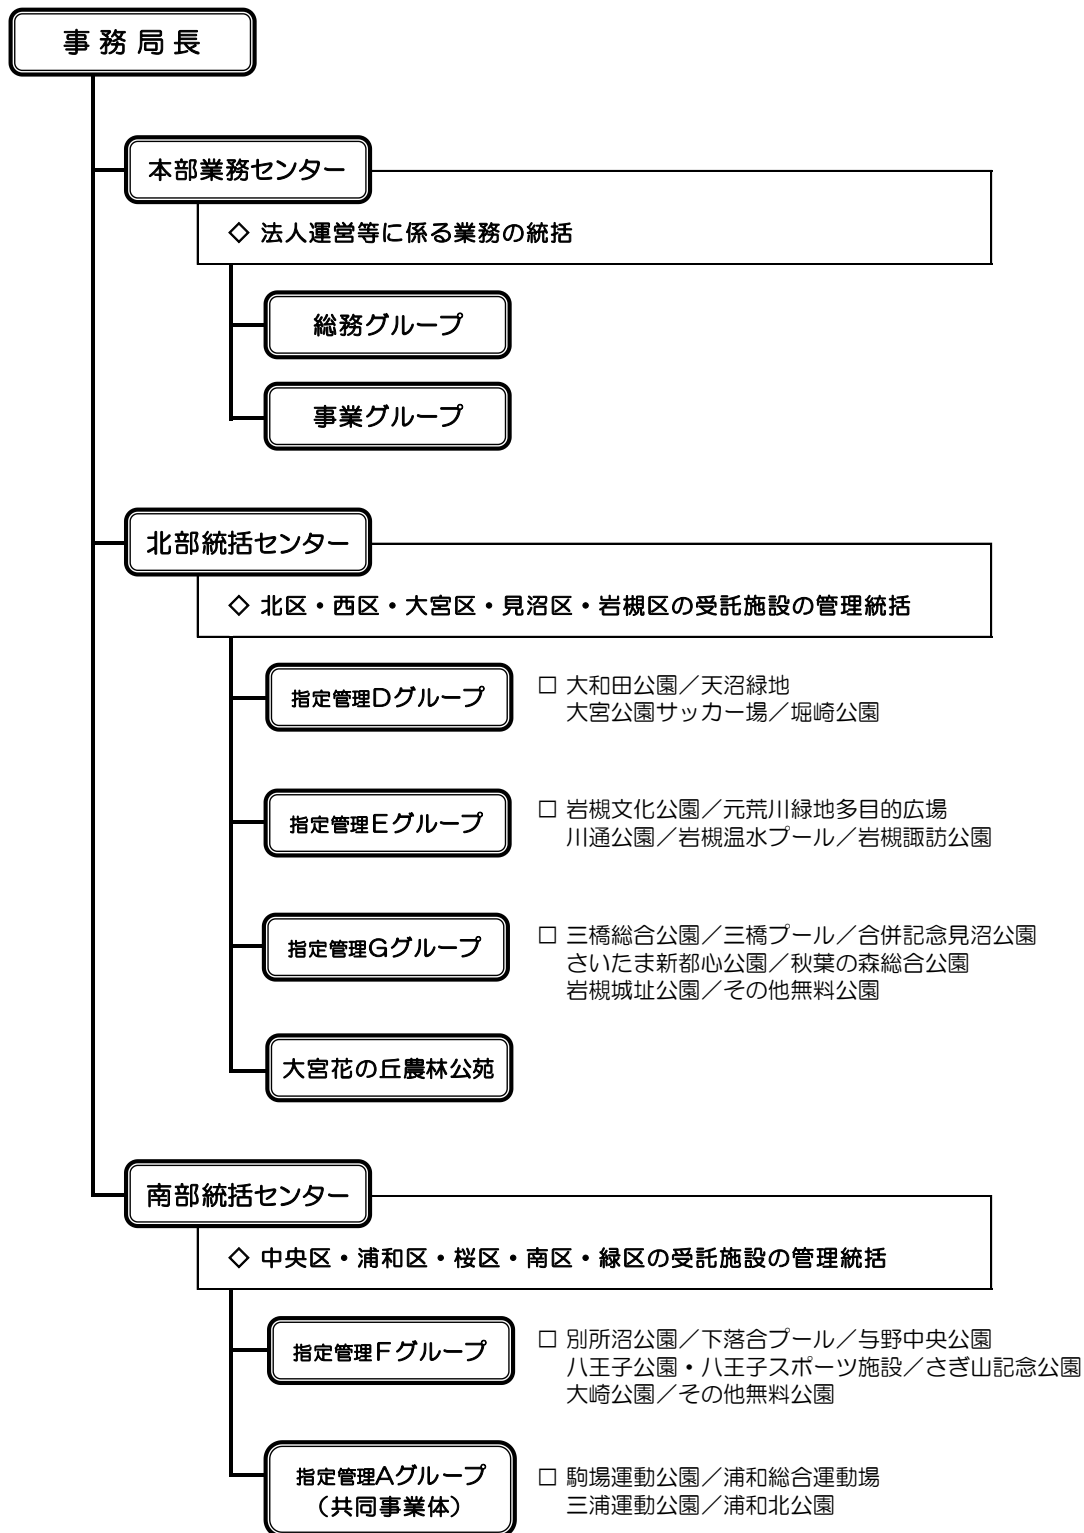 事務局長
本部業務センター
◇ 法人運営等に係る業務の統括
総務グループ
事業グループ
北部統括センター
◇ 北区・西区・大宮区・見沼区・岩槻区の受託施設の管理統括
指定管理Dグループ
□ 大和田公園／天沼緑地
大宮公園サッカー場／堀崎公園
指定管理Eグループ
□ 岩槻文化公園／元荒川緑地多目的広場
川通公園／岩槻温水プール／岩槻諏訪公園
指定管理Gグループ
□ 三橋総合公園／三橋プール／合併記念見沼公園
さいたま新都心公園／秋葉の森総合公園
岩槻城址公園／その他無料公園
大宮花の丘農林公苑
南部統括センター
◇ 中央区・浦和区・桜区・南区・緑区の受託施設の管理統括
指定管理Fグループ
□ 別所沼公園／下落合プール／与野中央公園
八王子公園・八王子スポーツ施設／さぎ山記念公園
大崎公園／その他無料公園
指定管理Aグループ
（共同事業体）
□ 駒場運動公園／浦和総合運動場
三浦運動公園／浦和北公園